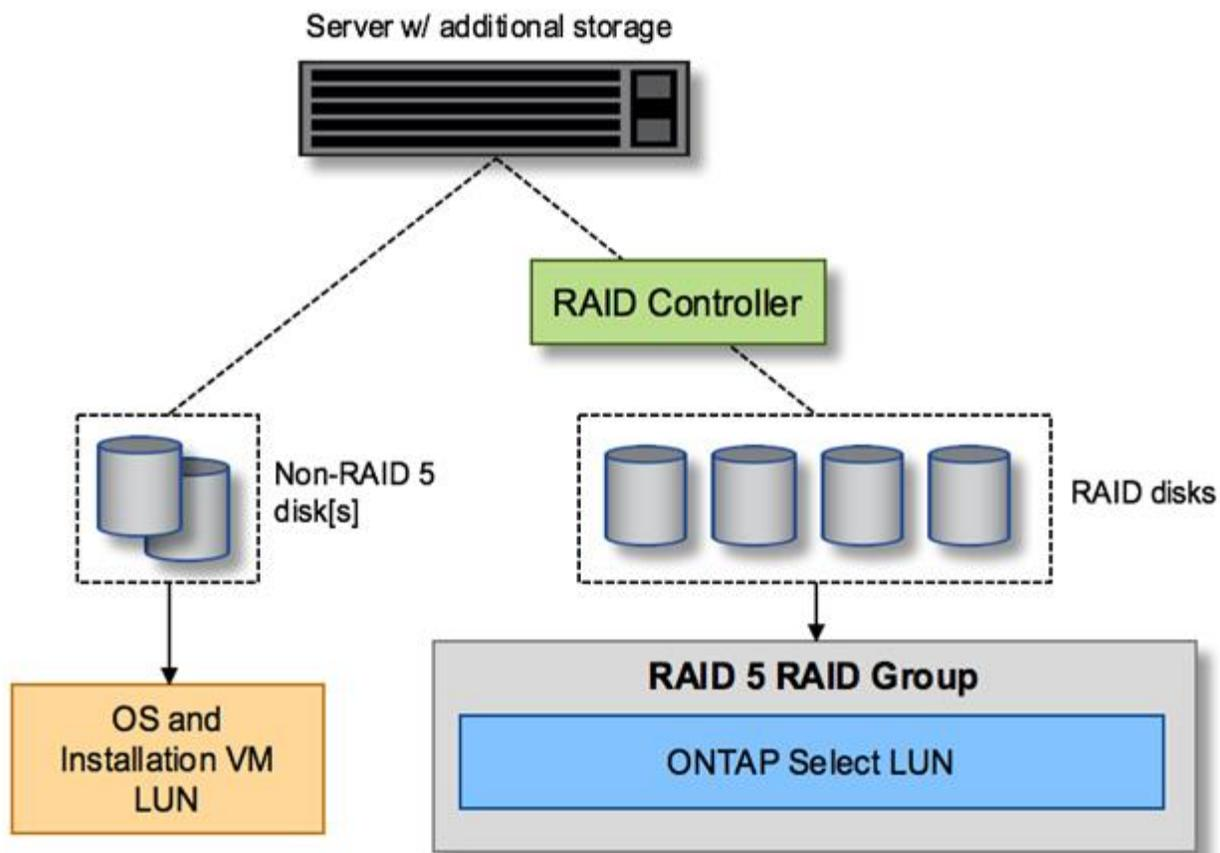 Server w/ additional storage
RAID Controller
Non-RAID 5
disk[s]
RAID disks
OS and
Installation VM
LUN
RAID 5 RAID Group
ONTAP Select LUN